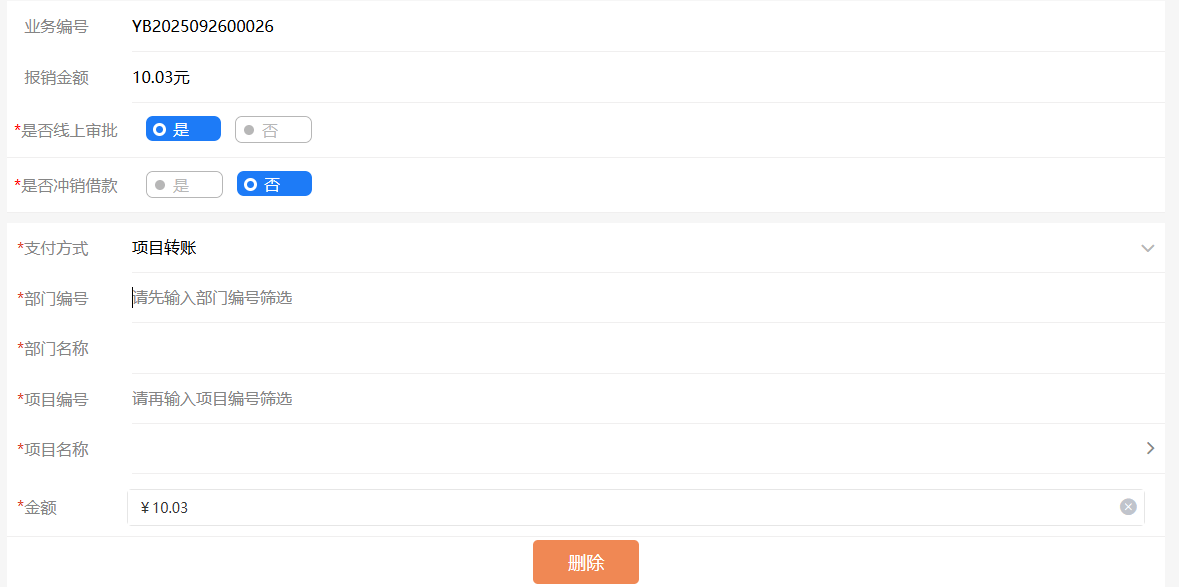 业务编号 YB2025092600026
报销金额 10.03元
*是否线上审批 是 否
*是否冲销借款 是 否
*支付方式 项目转账
*部门编号 请先输入部门编号筛选
*部门名称
*项目编号 请再输入项目编号筛选
*项目名称
*金额 ¥10.03
删除